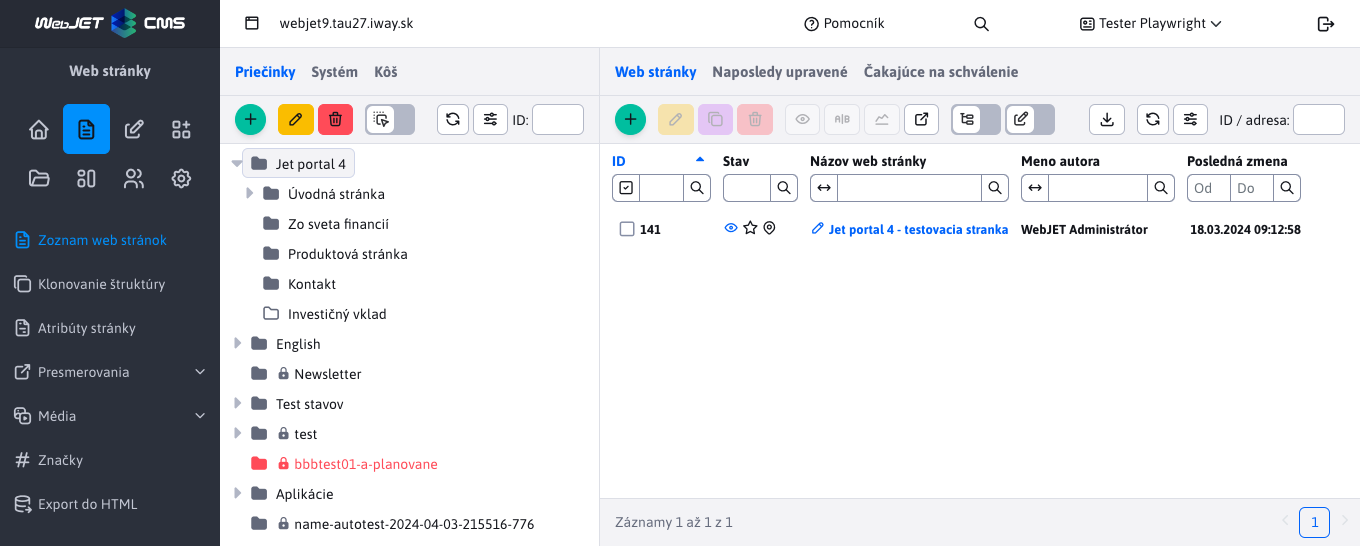 WebJET CMS
webjet9.tau27.iway.sk
Pomocník
Tester Playwright
Web stránky
Zoznam web stránok
Klonovanie štruktúry
Atribúty stránky
Presmerovania
Média
Značky
Export do HTML
Priečinky Systém Kôš
ID:
Jet portal 4
Úvodná stránka
Zo sveta financií
Produktová stránka
Kontakt
Investičný vklad
English
Newsletter
Test stavov
test
bbbtest01-a-planovane
Aplikácie
name-autotest-2024-04-03-215516-776
Web stránky Naposledy upravené Čakajúce na schválenie
A|B
ID / adresa:
ID Stav Názov web stránky Meno autora Posledná zmena
Od Do
141 Jet portal 4 - testovacia stranka WebJET Administrátor 18.03.2024 09:12:58
Záznamy 1 až 1 z 1
1